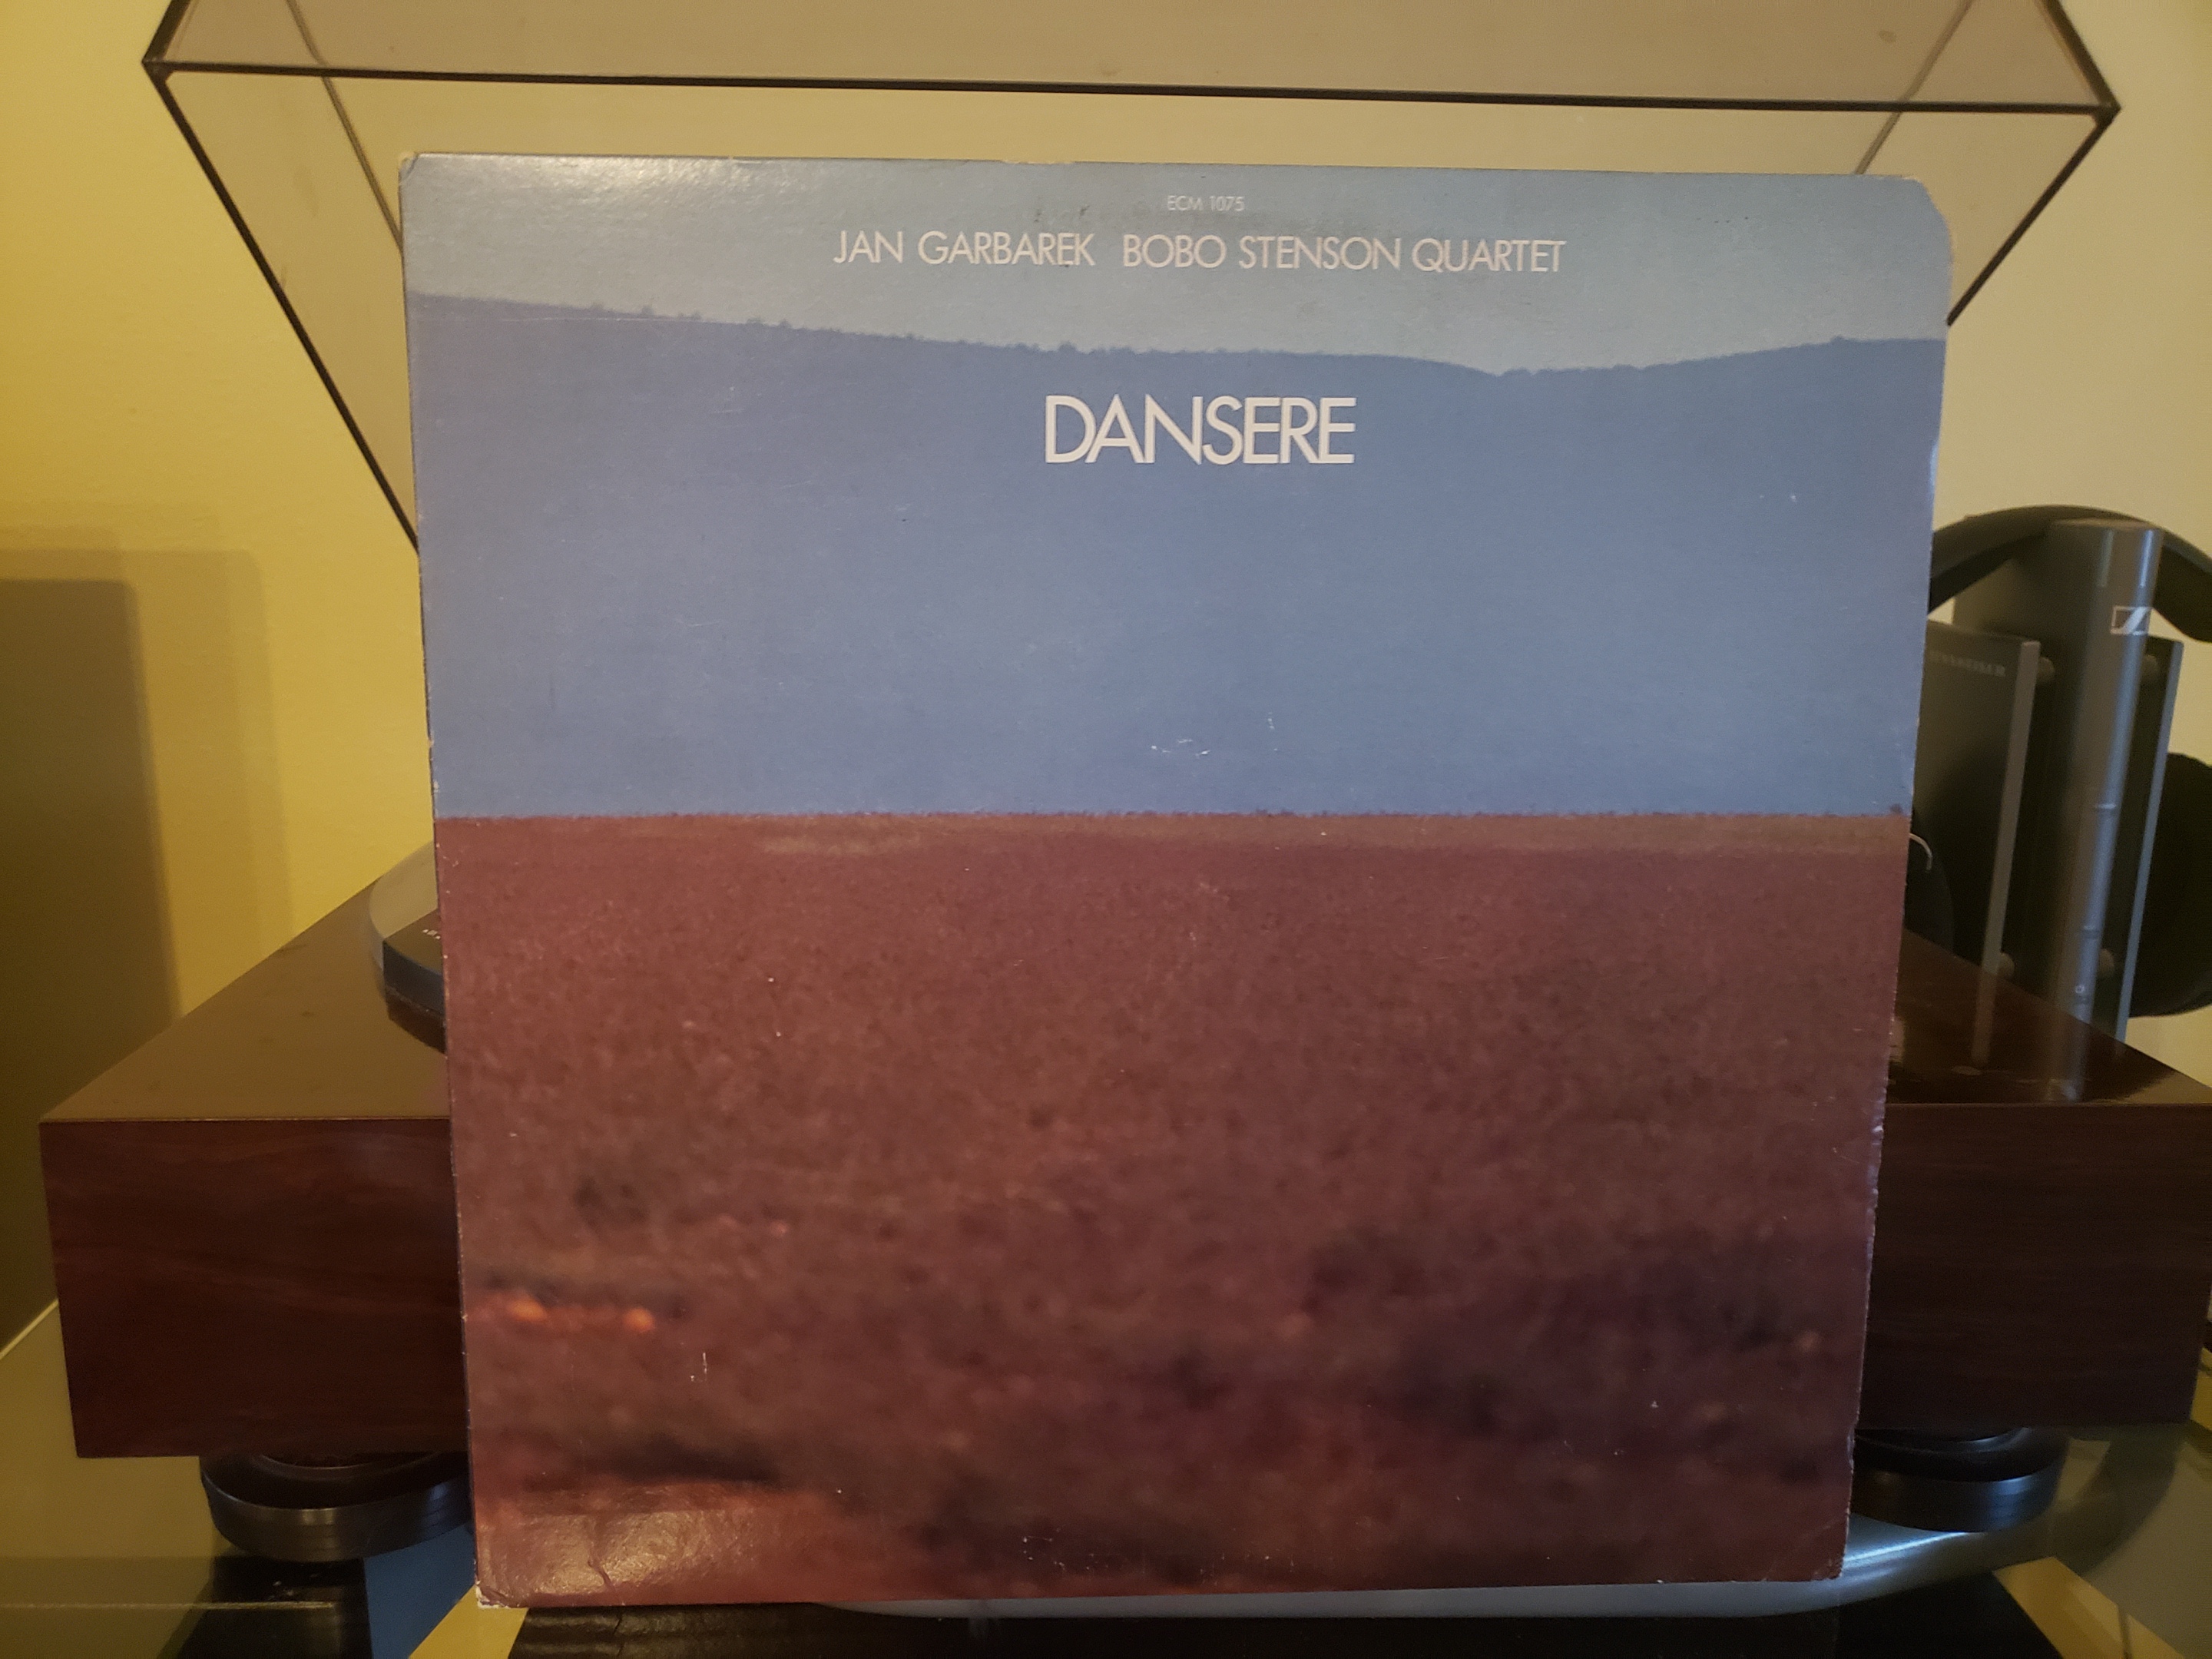 ECM 1075
JAN GARBAREK BOBO STENSON QUARTET
DANSERE